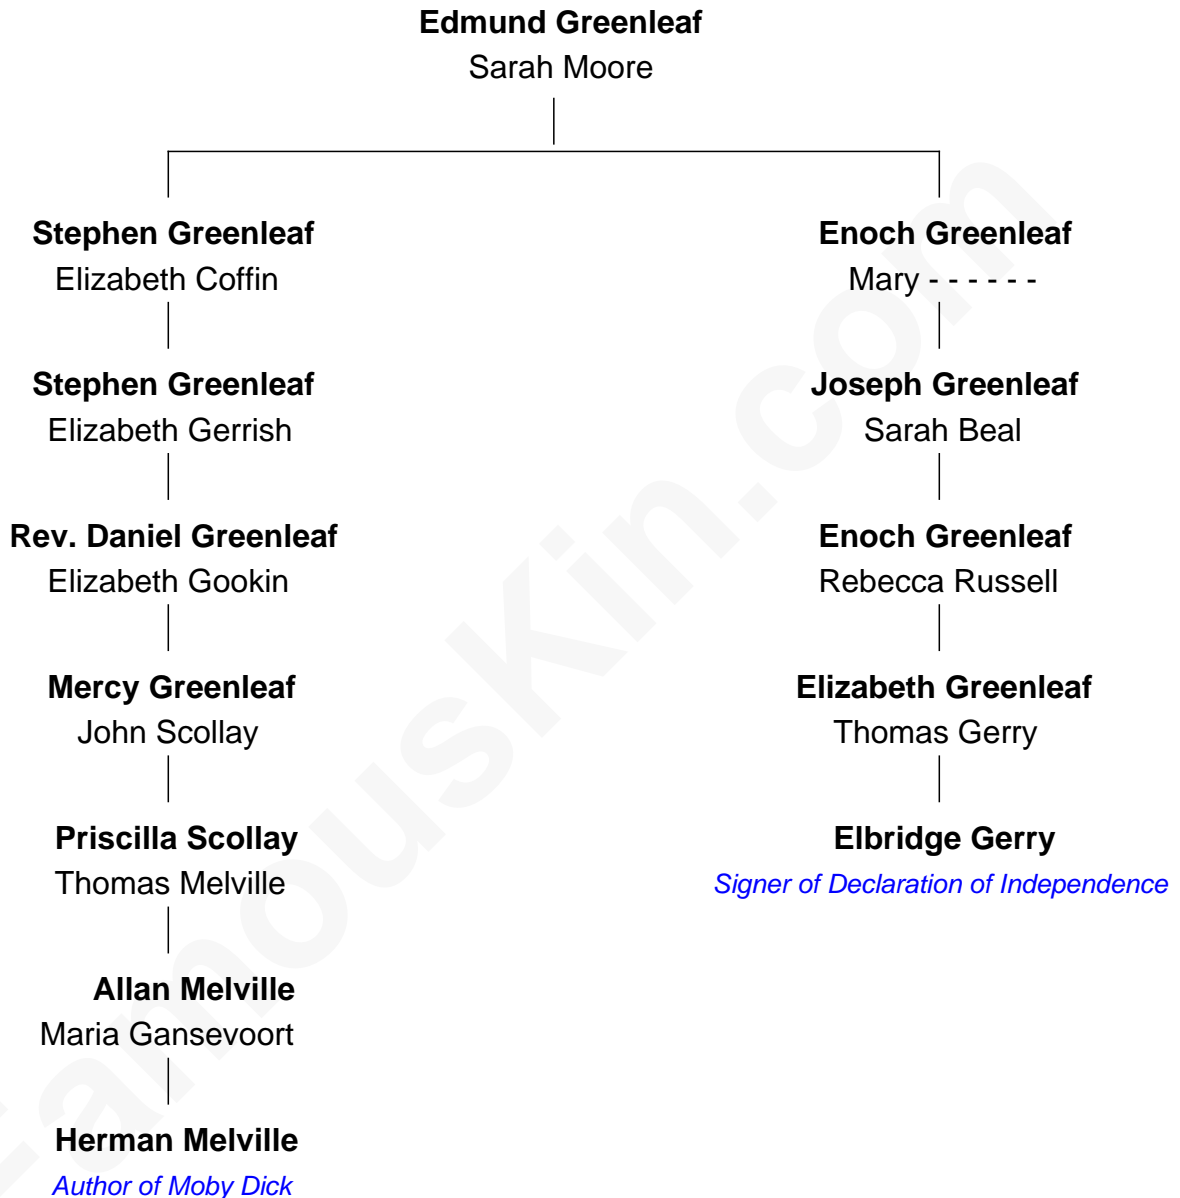 Edmund Greenleaf
Sarah Moore
Stephen Greenleaf
Elizabeth Coffin
Stephen Greenleaf
Elizabeth Gerrish
Rev. Daniel Greenleaf
Elizabeth Gookin
Mercy Greenleaf
John Scollay
Priscilla Scollay
Thomas Melville
Allan Melville
Maria Gansevoort
Herman Melville
Author of Moby Dick
Enoch Greenleaf
Mary - - - - - -
Joseph Greenleaf
Sarah Beal
Enoch Greenleaf
Rebecca Russell
Elizabeth Greenleaf
Thomas Gerry
Elbridge Gerry
Signer of Declaration of Independence
FamousKin.com